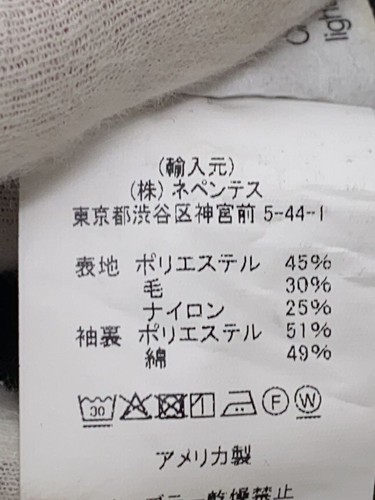 light
(輸入元)
(株) ネペンテス
東京都渋谷区神宮前 5-44-1
表地 ポリエステル 45%
毛 30%
ナイロン 25%
袖裏 ポリエステル 51%
綿 49%
30 F W
アメリカ製